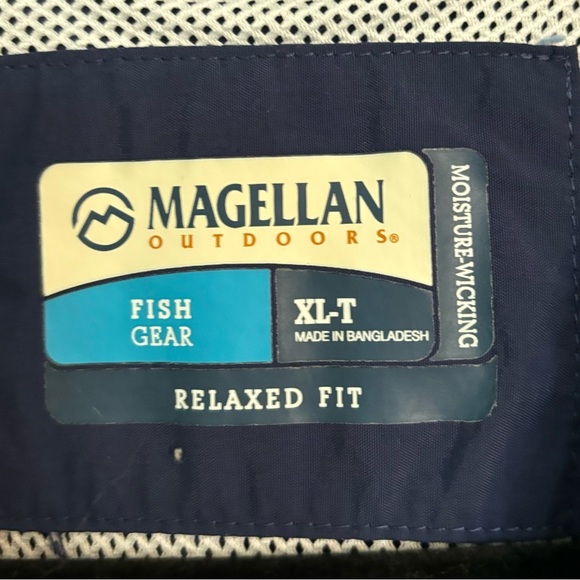 MAGELLAN
OUTDOORS®
FISH
GEAR
XL-T
MADE IN BANGLADESH
MOISTURE-WICKING
RELAXED FIT